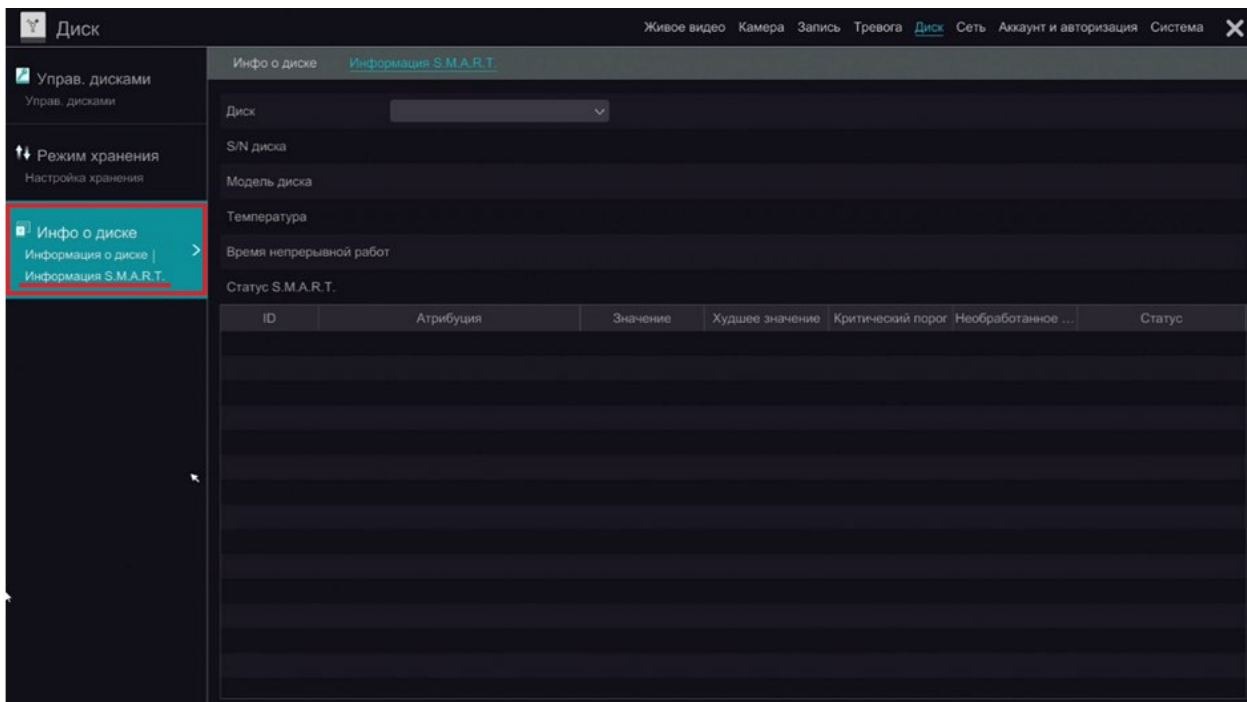 Диск
Живое видео Камера Запись Тревога Диск Сеть Аккаунт и авторизация Система
Управ. дисками
Управ. дисками
Режим хранения
Настройка хранения
Инфо о диске
Информация о диске |
Информация S.M.A.R.T.
Инфо о диске Информация S.M.A.R.T.
Диск
S/N диска
Модель диска
Температура
Время непрерывной работ
Статус S.M.A.R.T.
ID Атрибуция Значение Худшее значение Критический порог Необработанное ... Статус